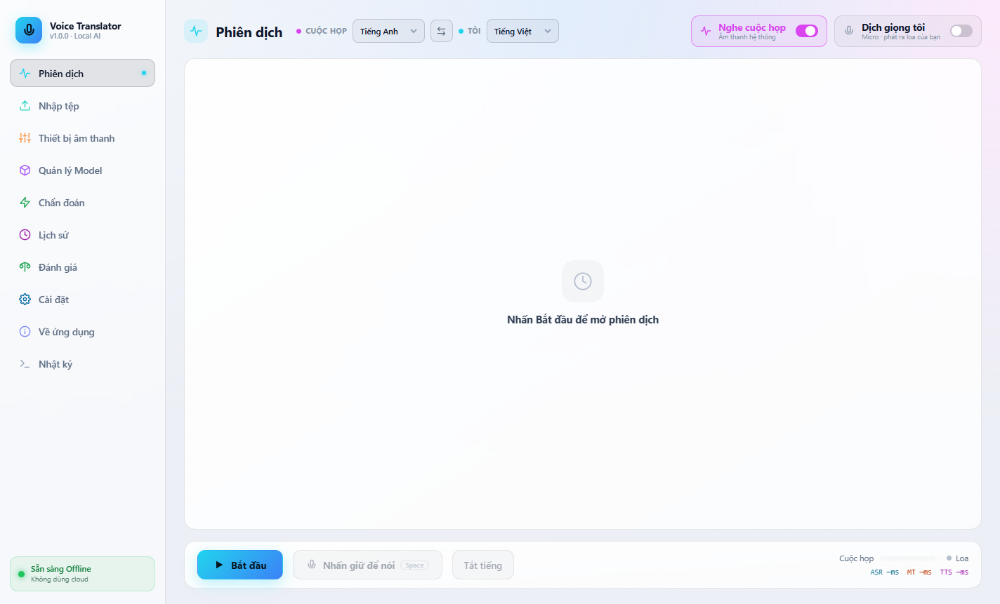 Voice Translator
v1.0.0 · Local AI
Phiên dịch
Nhập tệp
Thiết bị âm thanh
Quản lý Model
Chẩn đoán
Lịch sử
Đánh giá
Cài đặt
Về ứng dụng
Nhật ký
Sẵn sàng Offline
Không dùng cloud
Phiên dịch
CUỘC HỌP
Tiếng Anh
TÔI
Tiếng Việt
Nghe cuộc họp
Âm thanh hệ thống
Dịch giọng tôi
Micro · phát ra loa của bạn
Nhấn Bắt đầu để mở phiên dịch
Bắt đầu
Nhấn giữ để nói Space
Tắt tiếng
Cuộc họp
Loa
ASR —ms MT —ms TTS —ms